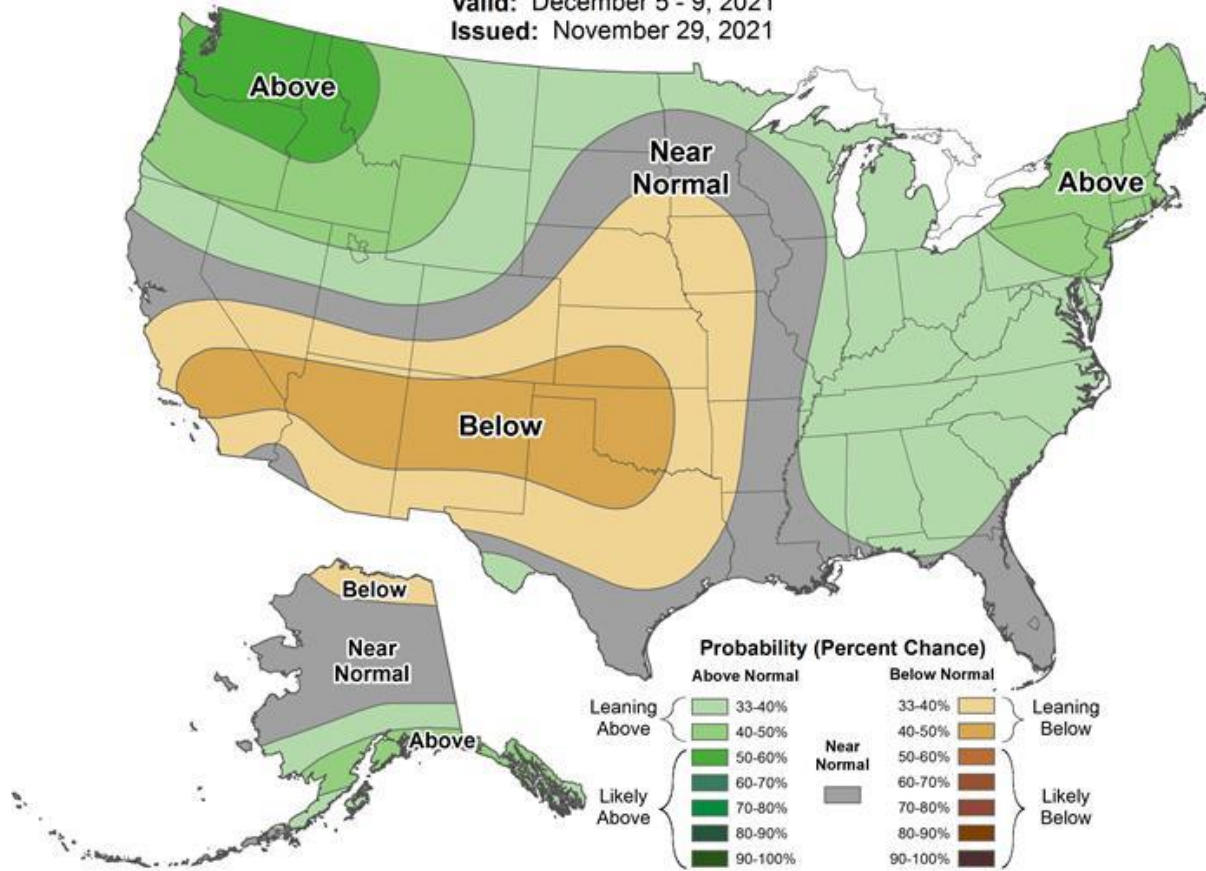 Valid: December 5 - 9, 2021
Issued: November 29, 2021
Above
Near
Normal
Above
Below
Below
Near
Normal
Above
Probability (Percent Chance)
Above Normal
Below Normal
Leaning
Above
33-40%
40-50%
Likely
Above
50-60%
60-70%
70-80%
80-90%
90-100%
Near
Normal
33-40%
40-50%
Leaning
Below
50-60%
60-70%
70-80%
80-90%
90-100%
Likely
Below